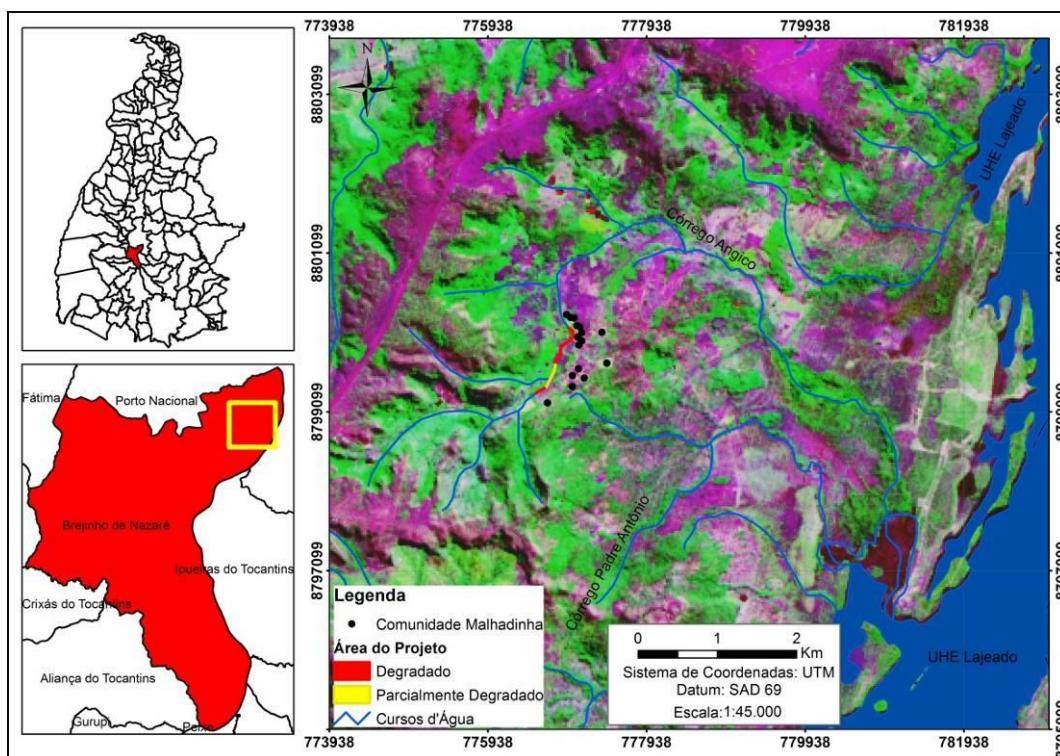 773938 775938 777938 779938 781938
N
8803099
8801099
8799099
8797099
UHE Lajeado
Córrego Angico
Córrego Padre Antônio
UHE Lajeado
Fátima
Porto Nacional
Brejinho de Nazaré
Ipueiras do Tocantins
Crixás do Tocantins
Aliança do Tocantins
Gurupi
Peixe
Legenda
Comunidade Malhadinha
Área do Projeto
Degradado
Parcialmente Degradado
Cursos d'Água
0 1 2
Km
Sistema de Coordenadas: UTM
Datum: SAD 69
Escala:1:45.000
773938 775938 777938 779938 781938